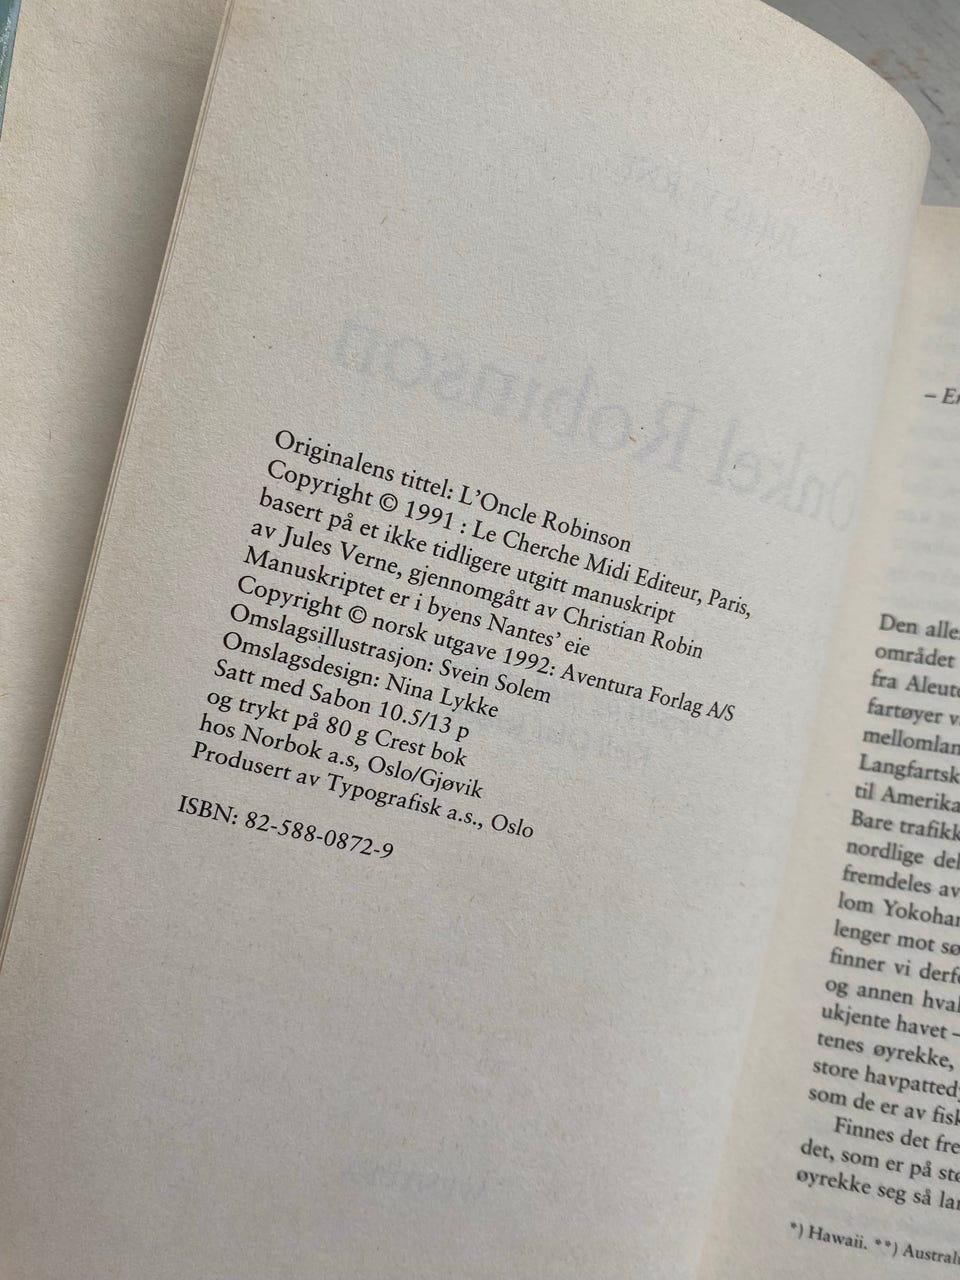 Originalens tittel: L'Oncle Robinson
Copyright © 1991 : Le Cherche Midi Editeur, Paris,
basert på et ikke tidligere utgitt manuskript
av Jules Verne, gjennomgått av Christian Robin
Manuskriptet er i byens Nantes' eie
Copyright © norsk utgave 1992: Aventura Forlag A/S
Omslagsillustrasjon: Svein Solem
Omslagsdesign: Nina Lykke
Satt med Sabon 10.5/13 p
og trykt på 80 g Crest bok
hos Norbok a.s, Oslo/Gjøvik
Produsert av Typografisk a.s., Oslo
ISBN: 82-588-0872-9
Onkel Robinson
– En
Den alle
området
fra Aleut
fartøyer v
mellomlan
Langfartsk
til Amerika
Bare trafikk
nordlige del
fremdeles av
lom Yokohar
lenger mot sø
finner vi derf
og annen hval
ukjente havet –
tenes øyrekke,
store havpattedy
som de er av fisk
Finnes det fre
det, som er på stø
øyrekke seg så lan
*) Hawaii. **) Austral